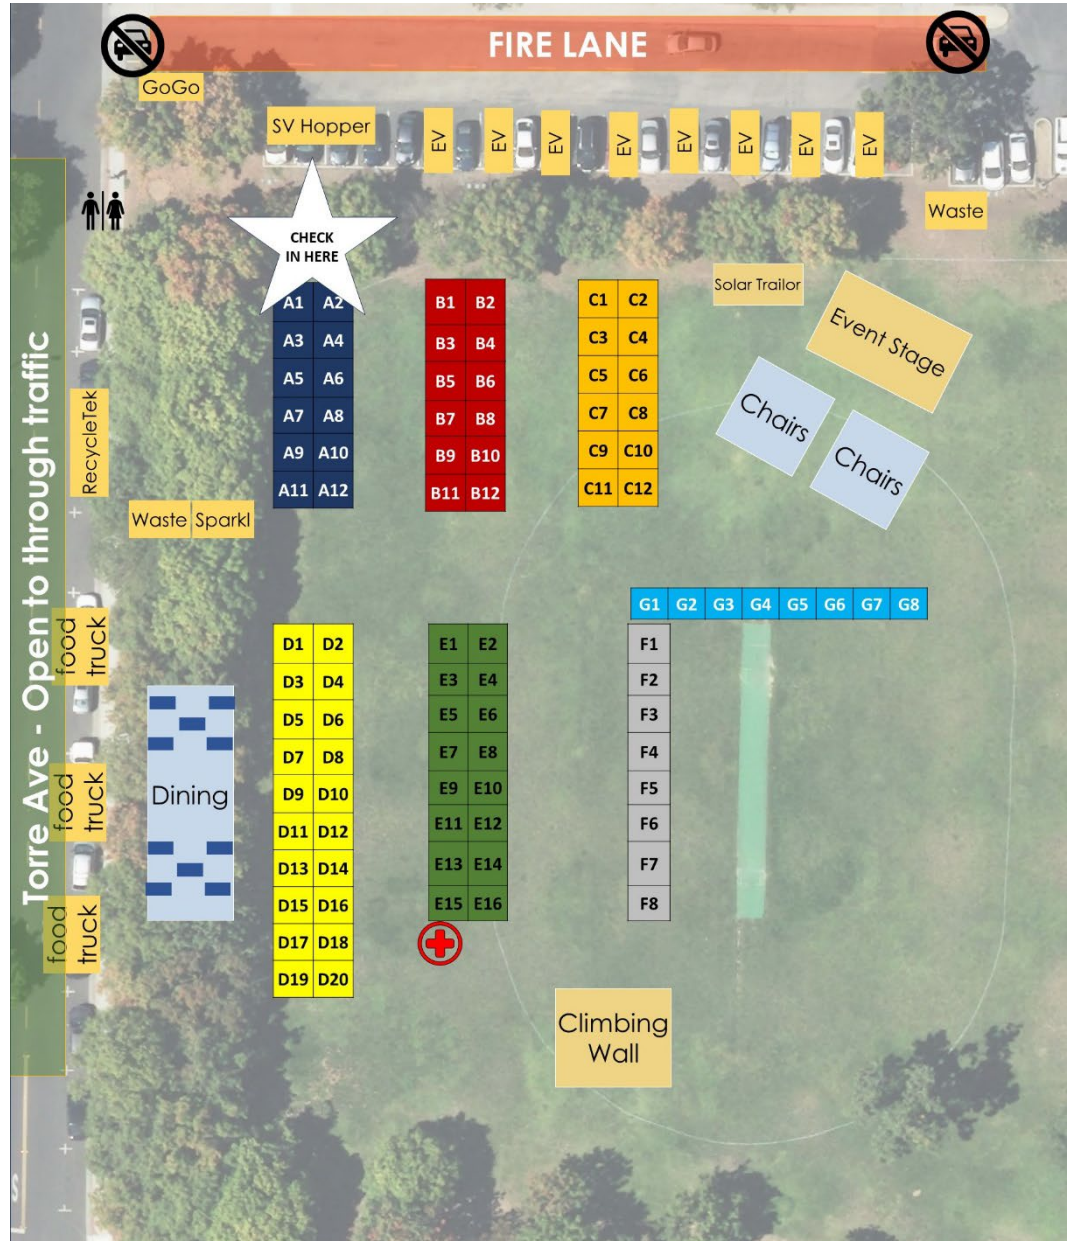 FIRE LANE
GoGo
SV Hopper
EV
EV
EV
EV
EV
EV
EV
EV
Waste
CHECK
IN HERE
Solar Trailor
Event Stage
Chairs
Chairs
A1 A2
A3 A4
A5 A6
A7 A8
A9 A10
A11 A12
B1 B2
B3 B4
B5 B6
B7 B8
B9 B10
B11 B12
C1 C2
C3 C4
C5 C6
C7 C8
C9 C10
C11 C12
RecycleTek
Waste Sparkl
Torre Ave - Open to through traffic
food
truck
food
truck
food
truck
Dining
G1 G2 G3 G4 G5 G6 G7 G8
D1 D2
D3 D4
D5 D6
D7 D8
D9 D10
D11 D12
D13 D14
D15 D16
D17 D18
D19 D20
E1 E2
E3 E4
E5 E6
E7 E8
E9 E10
E11 E12
E13 E14
E15 E16
F1
F2
F3
F4
F5
F6
F7
F8
Climbing
Wall
S